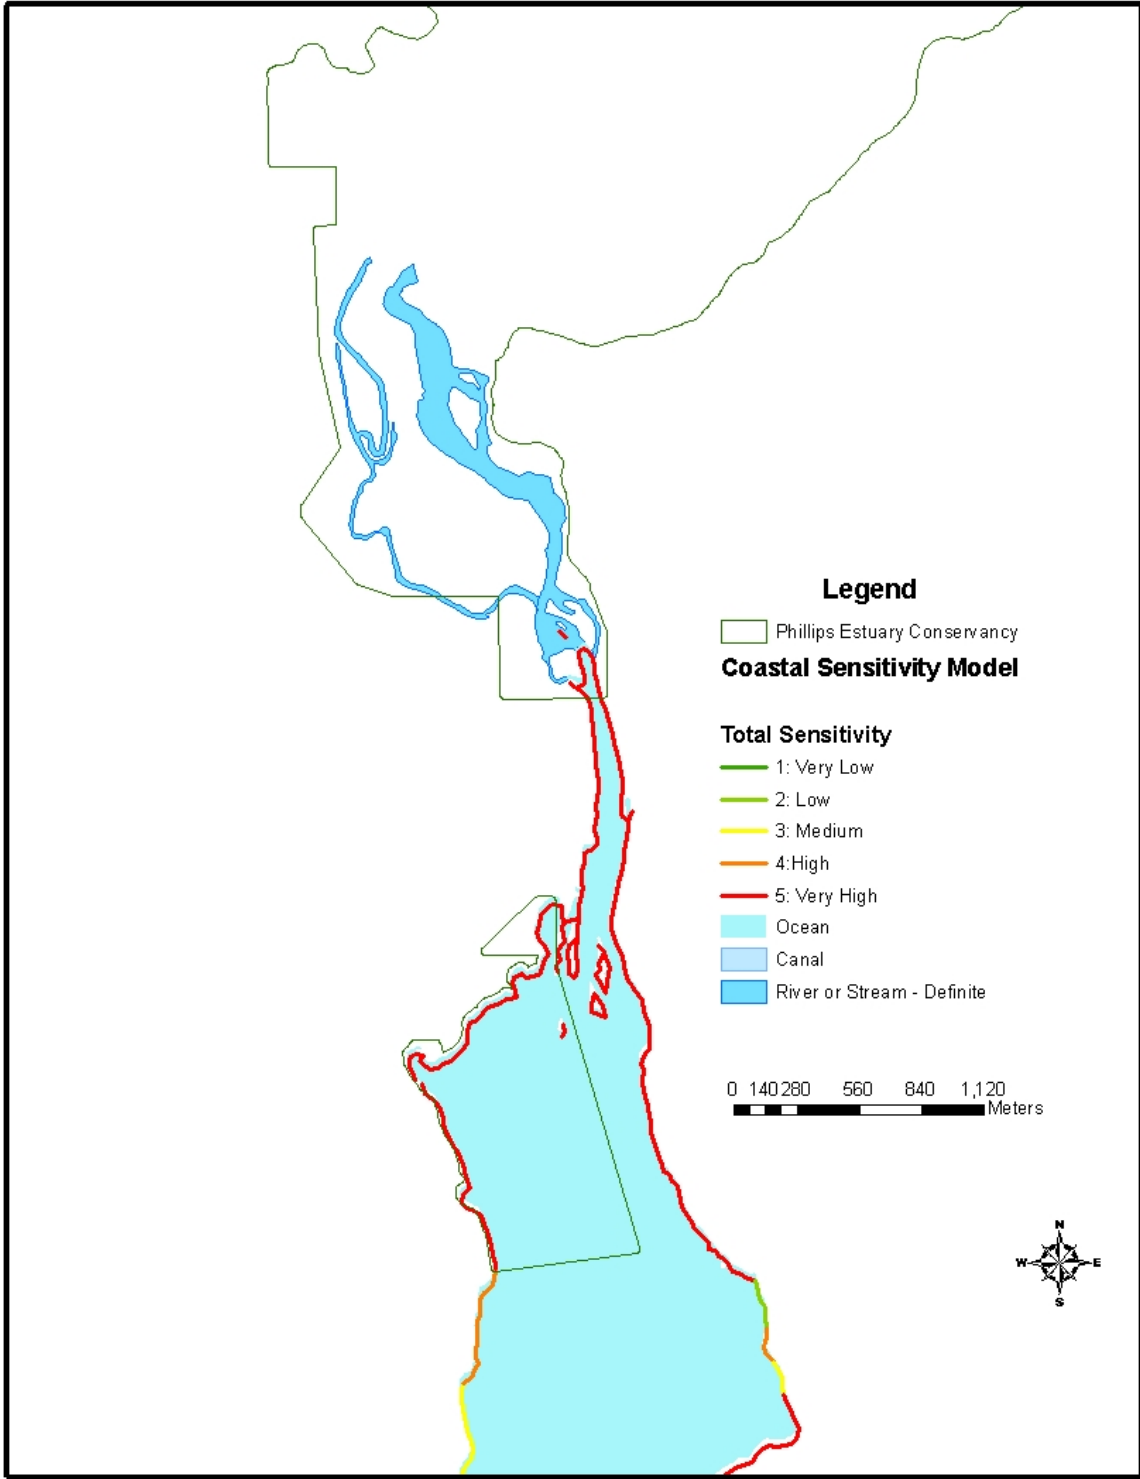 Legend
Phillips Estuary Conservancy
Coastal Sensitivity Model
Total Sensitivity
1: Very Low
2: Low
3: Medium
4:High
5: Very High
Ocean
Canal
River or Stream - Definite
0 140 280 560 840 1,120
Meters
N
W E
S